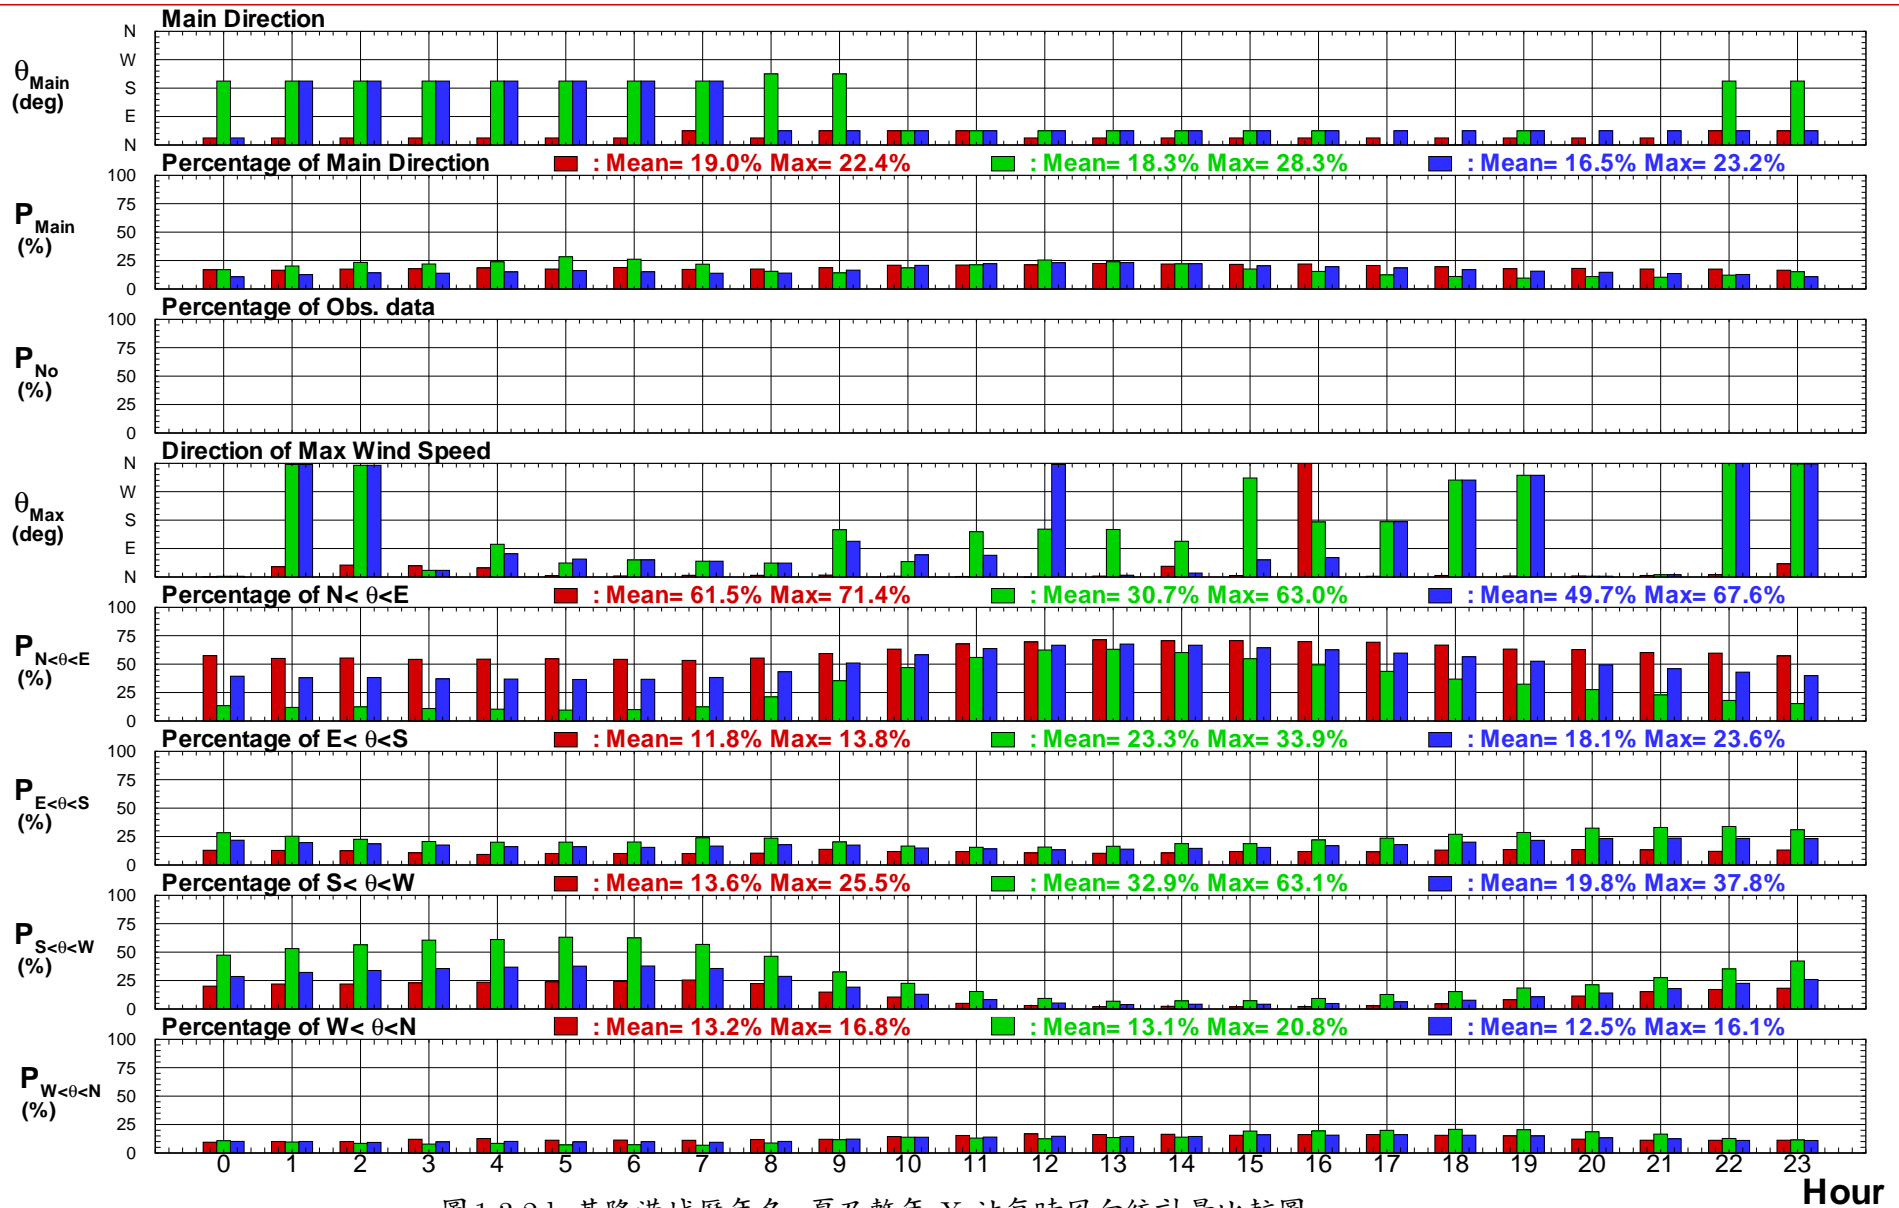 Main Direction
N
W
S
E
N
θMain
(deg)
Percentage of Main Direction : Mean= 19.0% Max= 22.4% : Mean= 18.3% Max= 28.3% : Mean= 16.5% Max= 23.2%
100
75
50
25
0
PMain
(%)
Percentage of Obs. data
100
75
50
25
0
PNo
(%)
Direction of Max Wind Speed
N
W
S
E
N
θMax
(deg)
Percentage of N< θ<E : Mean= 61.5% Max= 71.4% : Mean= 30.7% Max= 63.0% : Mean= 49.7% Max= 67.6%
100
75
50
25
0
PN<θ<E
(%)
Percentage of E< θ<S : Mean= 11.8% Max= 13.8% : Mean= 23.3% Max= 33.9% : Mean= 18.1% Max= 23.6%
100
75
50
25
0
PE<θ<S
(%)
Percentage of S< θ<W : Mean= 13.6% Max= 25.5% : Mean= 32.9% Max= 63.1% : Mean= 19.8% Max= 37.8%
100
75
50
25
0
PS<θ<W
(%)
Percentage of W< θ<N : Mean= 13.2% Max= 16.8% : Mean= 13.1% Max= 20.8% : Mean= 12.5% Max= 16.1%
100
75
50
25
0
PW<θ<N
(%)
0 1 2 3 4 5 6 7 8 9 10 11 12 13 14 15 16 17 18 19 20 21 22 23
Hour